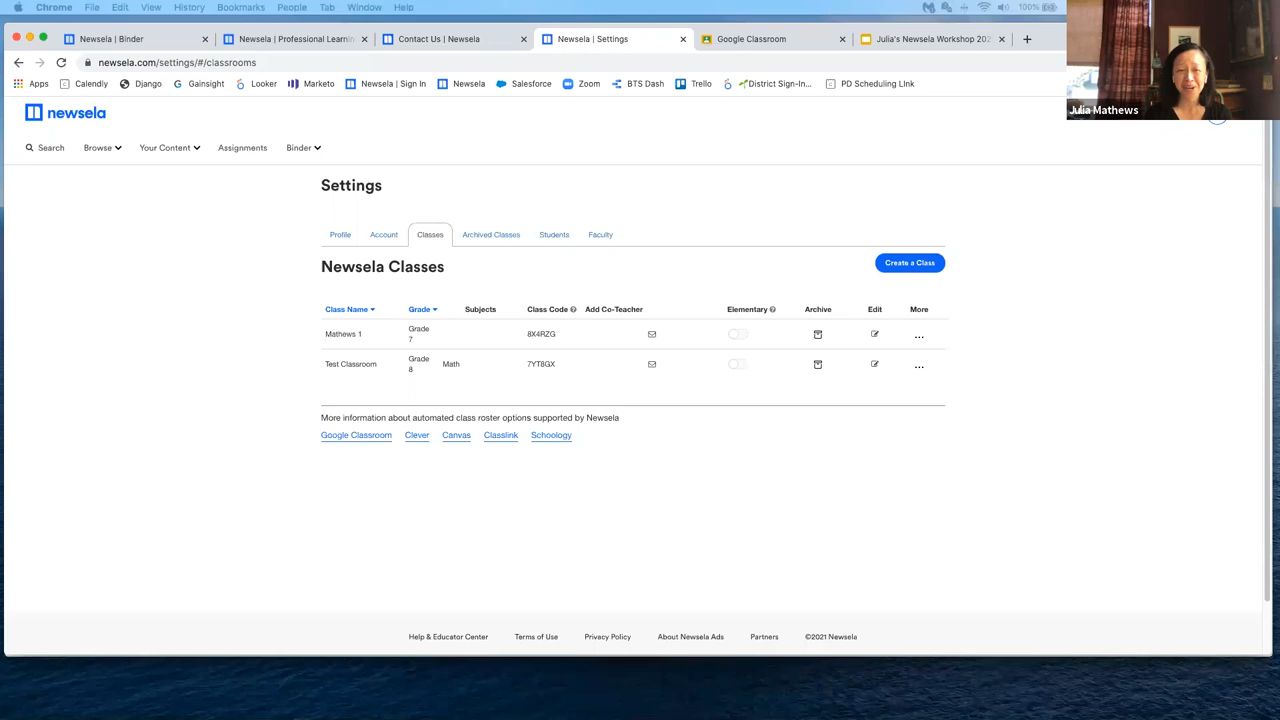 Chrome File Edit View History Bookmarks People Tab Window Help 100%
Newsela | Binder Newsela | Professional Learnin Contact Us | Newsela Newsela | Settings Google Classroom Julia's Newsela Workshop 202
newsela.com/settings/#/classrooms
Apps Calendly Django Gainsight Looker Marketo Newsela | Sign In Newsela Salesforce Zoom BTS Dash Trello District Sign-In... PD Scheduling LInk
Julia Mathews
newsela
Search Browse Your Content Assignments Binder
Settings
Profile Account Classes Archived Classes Students Faculty
Newsela Classes Create a Class
Class Name Grade Subjects Class Code Add Co-Teacher Elementary Archive Edit More
Mathews 1 Grade 7 8X4RZG ...
Test Classroom Grade 8 Math 7YT8GX ...
More information about automated class roster options supported by Newsela
Google Classroom Clever Canvas Classlink Schoology
Help & Educator Center Terms of Use Privacy Policy About Newsela Ads Partners ©2021 Newsela